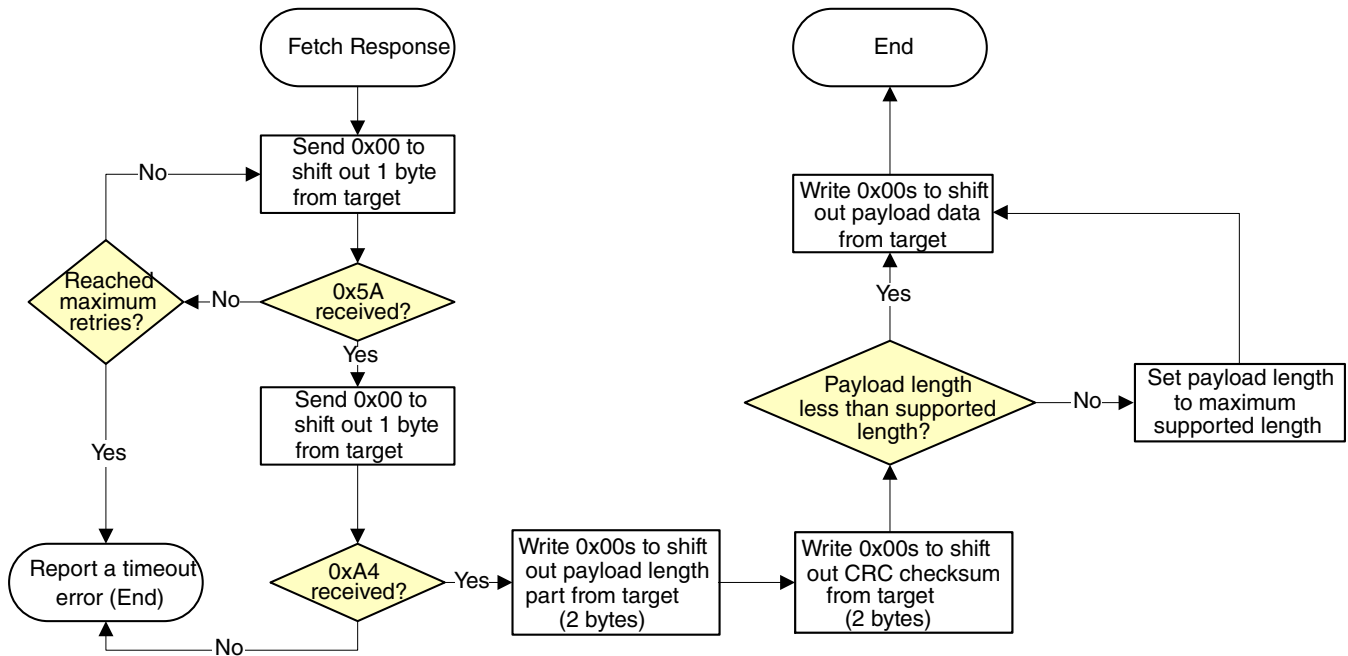 Fetch Response
End
Send 0x00 to
shift out 1 byte
from target
No
Reached
maximum
retries?
No
0x5A
received?
Yes
Send 0x00 to
shift out 1 byte
from target
Yes
Report a timeout
error (End)
0xA4
received?
No
Yes
Write 0x00s to shift
out payload length
part from target
(2 bytes)
Write 0x00s to shift
out CRC checksum
from target
(2 bytes)
Payload length
less than supported
length?
No
Set payload length
to maximum
supported length
Yes
Write 0x00s to shift
out payload data
from target